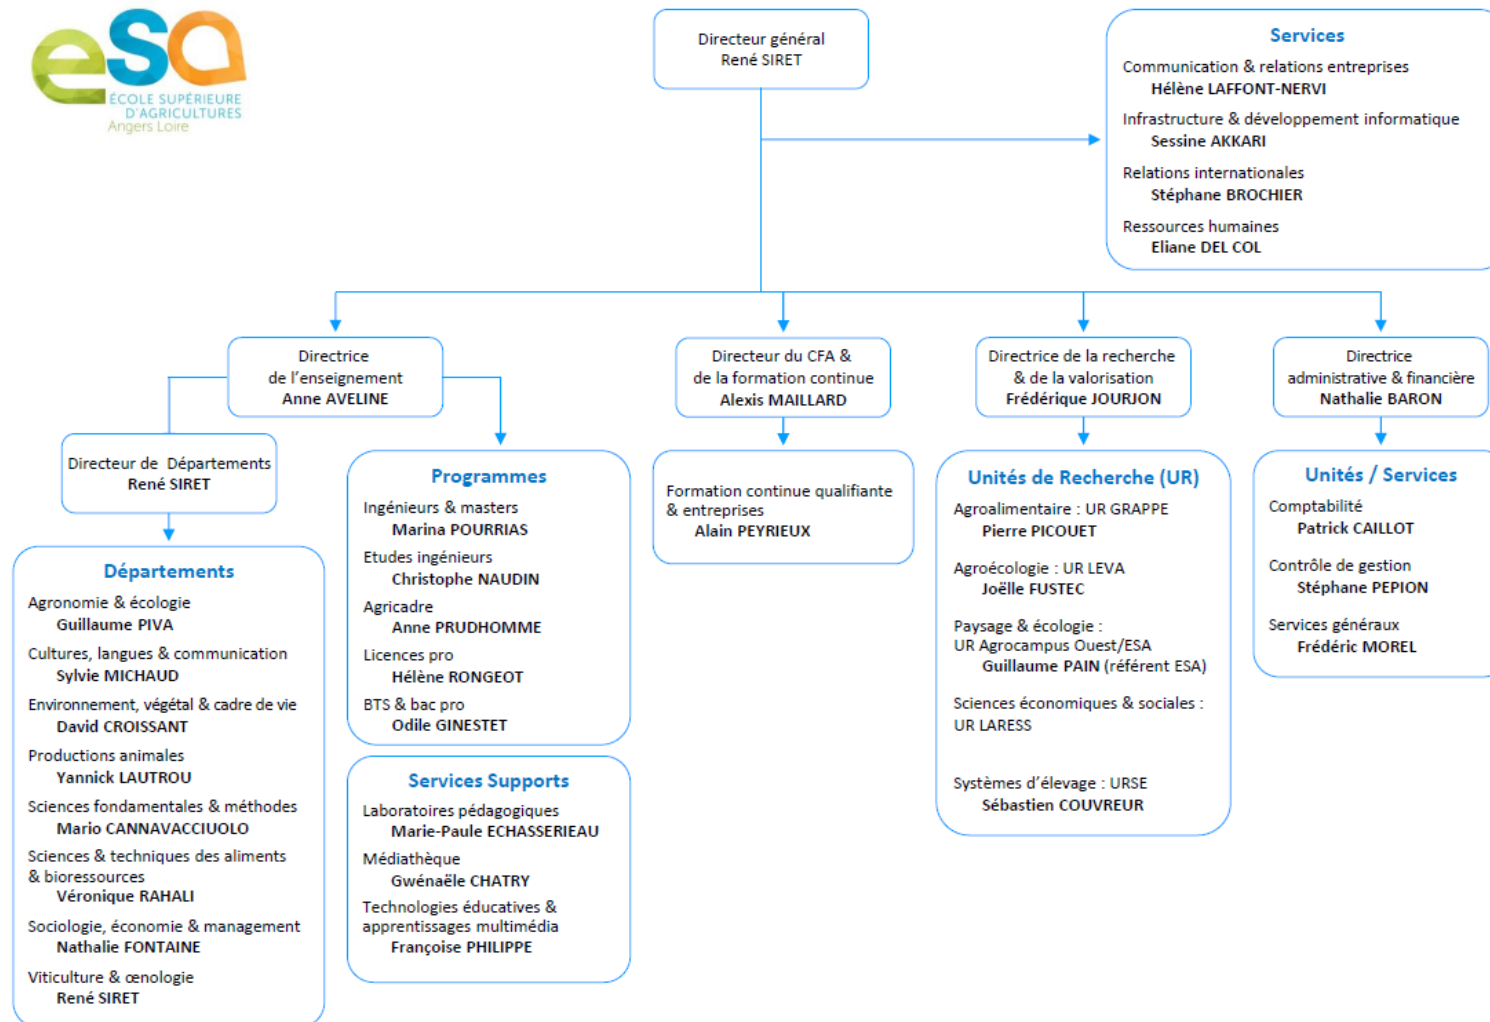 esa
ÉCOLE SUPÉRIEURE
D'AGRICULTURES
Angers Loire
Directeur général
René SIRET
Services
Communication & relations entreprises
Hélène LAFFONT-NERVI
Infrastructure & développement informatique
Sessine AKKARI
Relations internationales
Stéphane BROCHIER
Ressources humaines
Eliane DEL COL
Directrice
de l'enseignement
Anne AVELINE
Directeur du CFA &
de la formation continue
Alexis MAILLARD
Directrice de la recherche
& de la valorisation
Frédérique JOURJON
Directrice
administrative & financière
Nathalie BARON
Directeur de Départements
René SIRET
Départements
Agronomie & écologie
Guillaume PIVA
Cultures, langues & communication
Sylvie MICHAUD
Environnement, végétal & cadre de vie
David CROISSANT
Productions animales
Yannick LAUTROU
Sciences fondamentales & méthodes
Mario CANNAVACCIUOLO
Sciences & techniques des aliments
& bioressources
Véronique RAHALI
Sociologie, économie & management
Nathalie FONTAINE
Viticulture & œnologie
René SIRET
Programmes
Ingénieurs & masters
Marina POURRIAS
Etudes ingénieurs
Christophe NAUDIN
Agricadre
Anne PRUDHOMME
Licences pro
Hélène RONGEOT
BTS & bac pro
Odile GINESTET
Services Supports
Laboratoires pédagogiques
Marie-Paule ECHASSERIEAU
Médiathèque
Gwénaële CHATRY
Technologies éducatives &
apprentissages multimédia
Françoise PHILIPPE
Formation continue qualifiante
& entreprises
Alain PEYRIEUX
Unités de Recherche (UR)
Agroalimentaire : UR GRAPPE
Pierre PICOUET
Agroécologie : UR LEVA
Joëlle FUSTEC
Paysage & écologie :
UR Agrocampus Ouest/ESA
Guillaume PAIN (référent ESA)
Sciences économiques & sociales :
UR LARESS
Systèmes d'élevage : URSE
Sébastien COUVREUR
Unités / Services
Comptabilité
Patrick CAILLOT
Contrôle de gestion
Stéphane PEPION
Services généraux
Frédéric MOREL